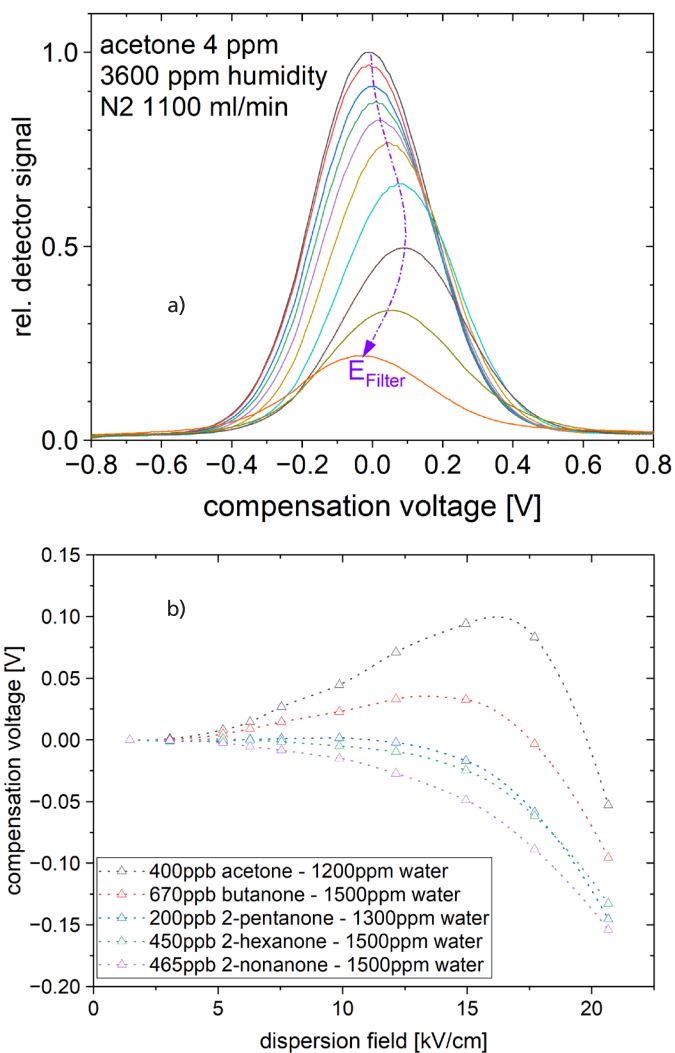 acetone 4 ppm
3600 ppm humidity
N2 1100 ml/min
1.0
0.5
0.0
rel. detector signal
a)
E_Filter
−0.8 −0.6 −0.4 −0.2 0.0 0.2 0.4 0.6 0.8
compensation voltage [V]
0.15
0.10
0.05
0.00
−0.05
−0.10
−0.15
−0.20
compensation voltage [V]
b)
400ppb acetone - 1200ppm water
670ppb butanone - 1500ppm water
200ppb 2-pentanone - 1300ppm water
450ppb 2-hexanone - 1500ppm water
465ppb 2-nonanone - 1500ppm water
0 5 10 15 20
dispersion field [kV/cm]